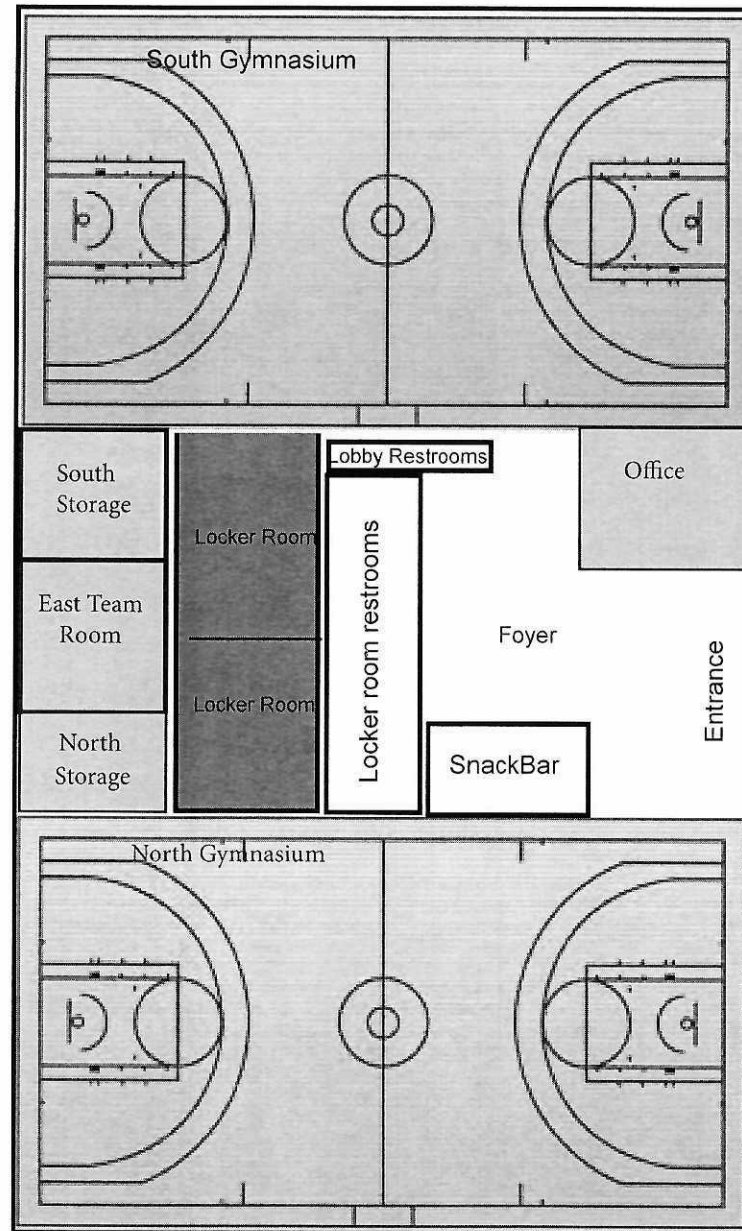 South Gymnasium
South
Storage
Locker Room
Lobby Restrooms
Office
East Team
Room
Locker room restrooms
Foyer
Entrance
Locker Room
North
Storage
SnackBar
North Gymnasium